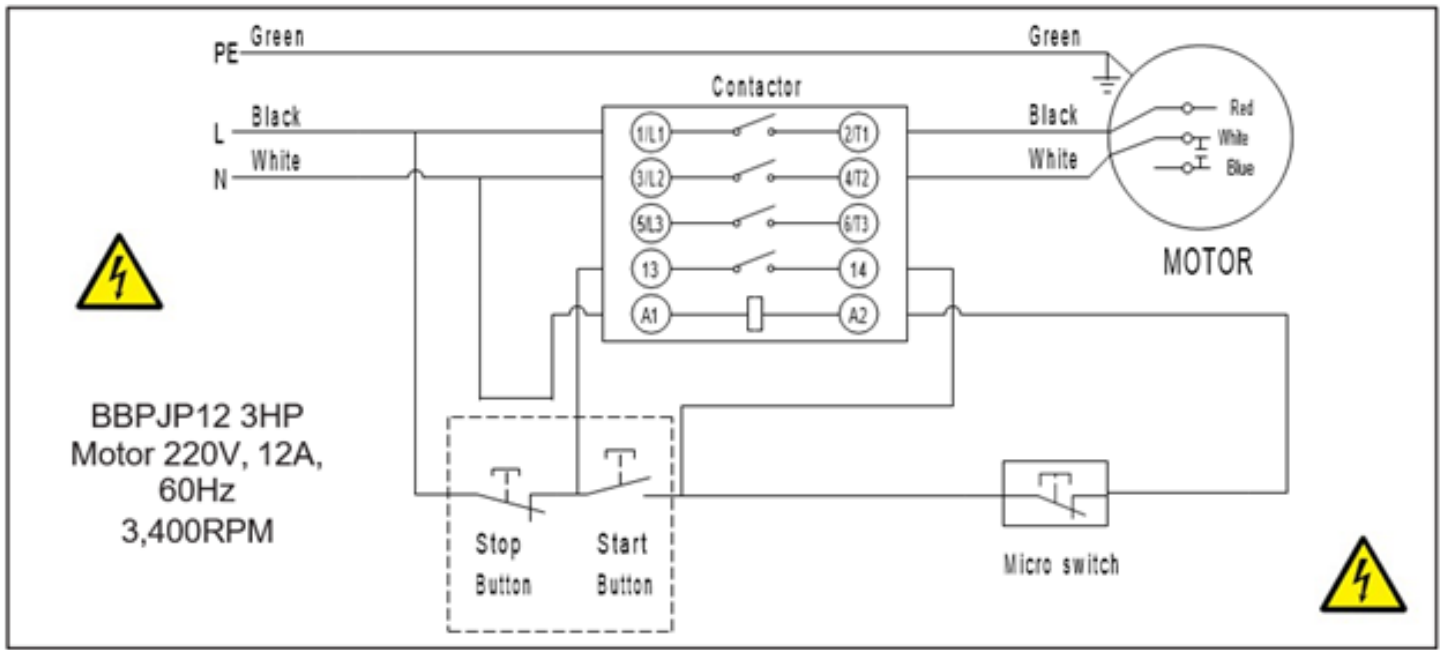 PE Green Green
Contactor
L Black 1/L1 2/T1 Black Red
N White 3/L2 4/T2 White White
Blue
5/L3 6/T3
MOTOR
13 14
A1 A2
BBPJP12 3HP
Motor 220V, 12A,
60Hz
3,400RPM
Stop Start
Button Button
Micro switch